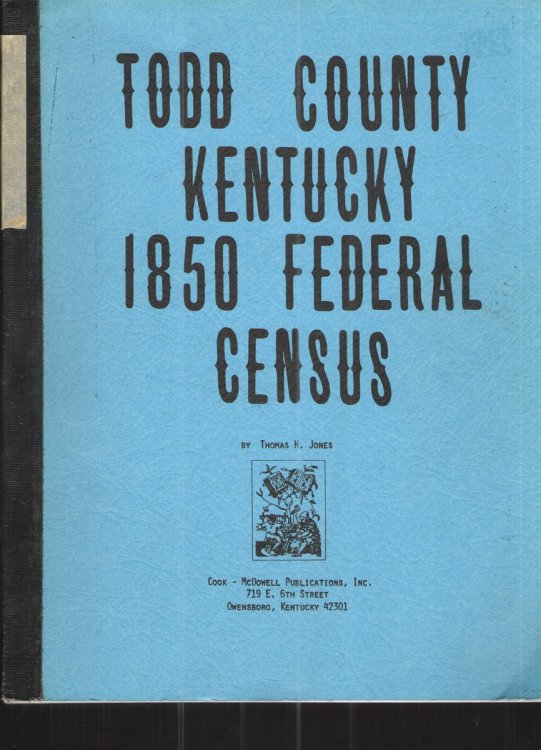 TODD COUNTY
KENTUCKY
1850 FEDERAL
CENSUS
BY THOMAS H. JONES
COOK - MCDOWELL PUBLICATIONS, INC.
719 E. 6TH STREET
OWENSBORO, KENTUCKY 42301